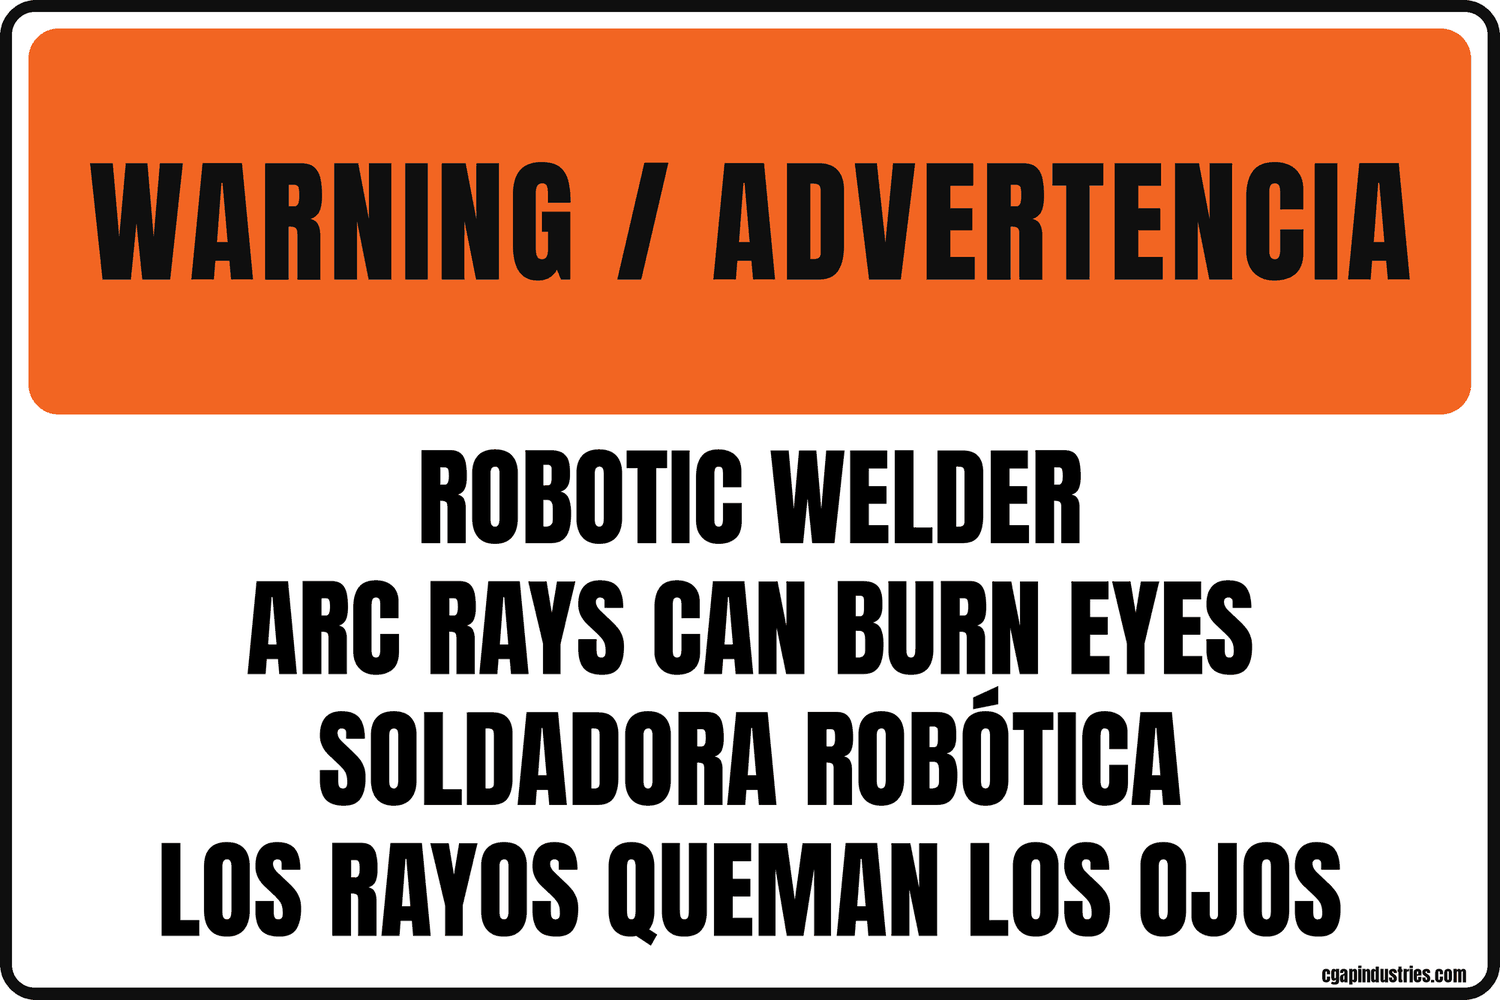 WARNING / ADVERTENCIA
ROBOTIC WELDER
ARC RAYS CAN BURN EYES
SOLDADORA ROBÓTICA
LOS RAYOS QUEMAN LOS OJOS
cgapindustries.com